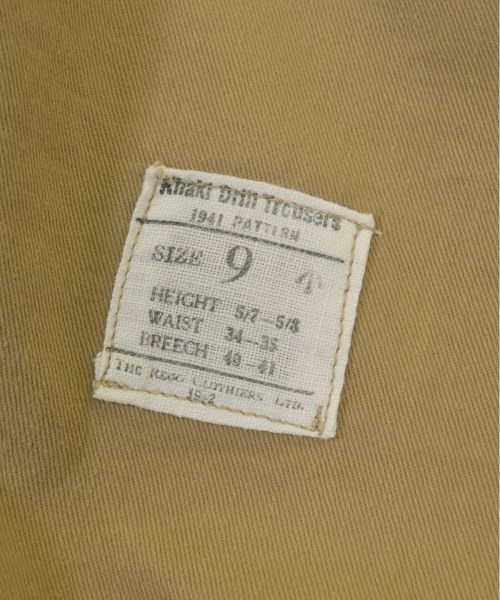 Khaki Drill Trousers
1941 PATTERN
SIZE 9
HEIGHT 5/7–5/8
WAIST 34–35
BREECH 40–41
THE REGG CLOTHIERS LTD.